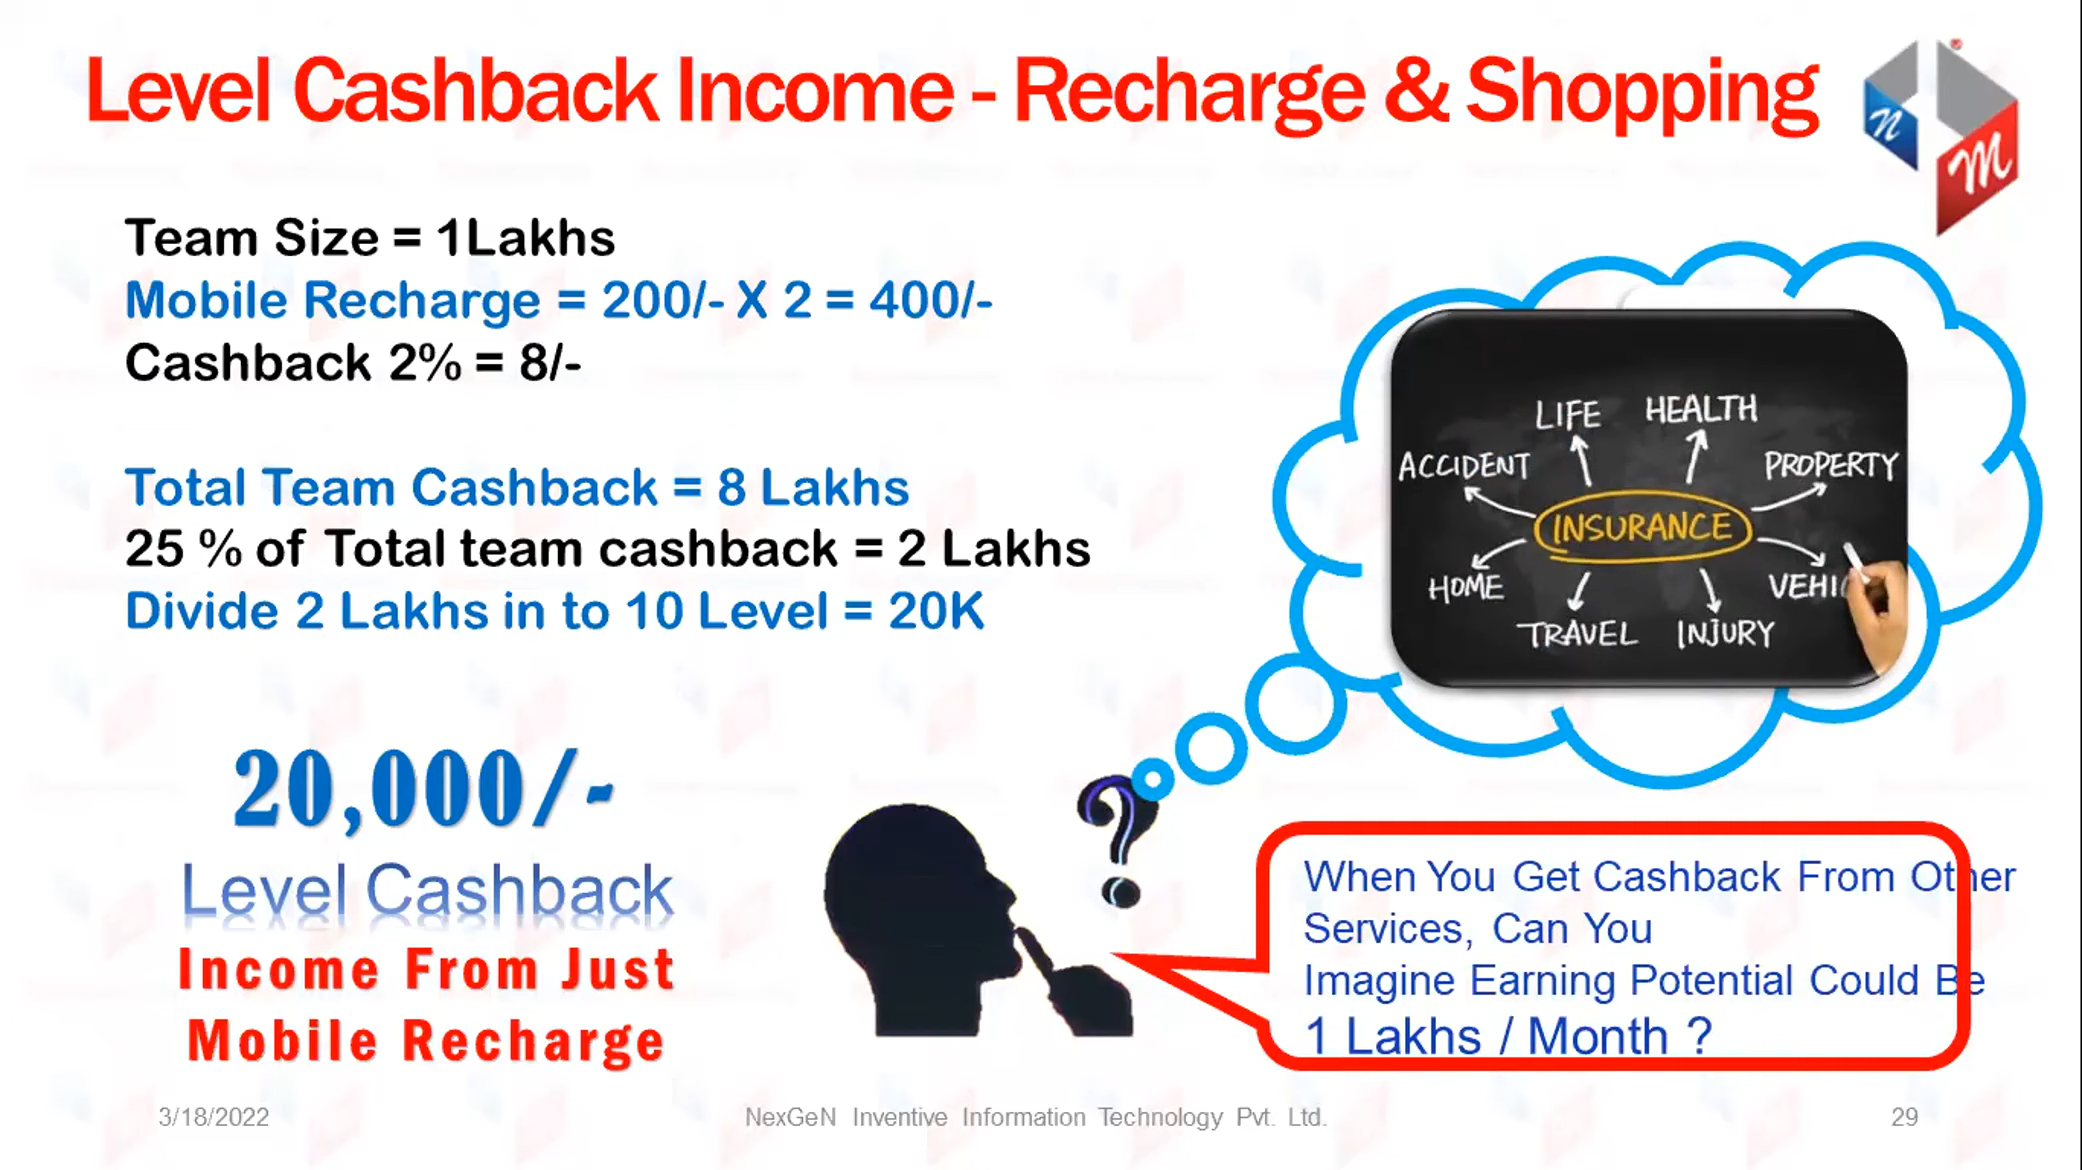 Level Cashback Income - Recharge & Shopping
n
M
®
Team Size = 1Lakhs
Mobile Recharge = 200/- X 2 = 400/-
Cashback 2% = 8/-
Total Team Cashback = 8 Lakhs
25 % of Total team cashback = 2 Lakhs
Divide 2 Lakhs in to 10 Level = 20K
LIFE HEALTH
ACCIDENT PROPERTY
INSURANCE
HOME VEHIC
TRAVEL INJURY
20,000/-
Level Cashback
Income From Just
Mobile Recharge
?
When You Get Cashback From Other
Services, Can You
Imagine Earning Potential Could Be
1 Lakhs / Month ?
3/18/2022 NexGeN Inventive Information Technology Pvt. Ltd. 29